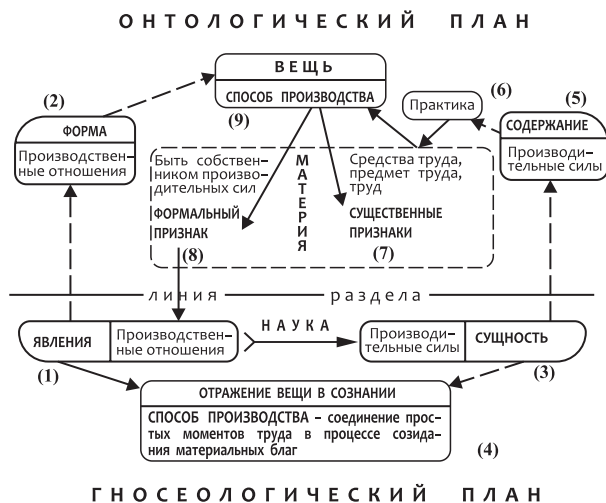 ОНТОЛОГИЧЕСКИЙ ПЛАН
ВЕЩЬ
СПОСОБ ПРОИЗВОДСТВА
(9)
(2)
ФОРМА
Производствен-
ные отношения
(6)
Практика
(5)
СОДЕРЖАНИЕ
Производи-
тельные силы
Быть собствен-
ником произво-
дительных сил
ФОРМАЛЬНЫЙ
ПРИЗНАК
(8)
МАТЕРИЯ
Средства труда,
предмет труда,
труд
СУЩЕСТВЕННЫЕ
ПРИЗНАКИ
(7)
линия раздела
ЯВЛЕНИЯ
Производствен-
ные отношения
(1)
НАУКА
Производи-
тельные силы
СУЩНОСТЬ
(3)
ОТРАЖЕНИЕ ВЕЩИ В СОЗНАНИИ
СПОСОБ ПРОИЗВОДСТВА – соединение прос-
тых моментов труда в процессе созида-
ния материальных благ
(4)
ГНОСЕОЛОГИЧЕСКИЙ ПЛАН